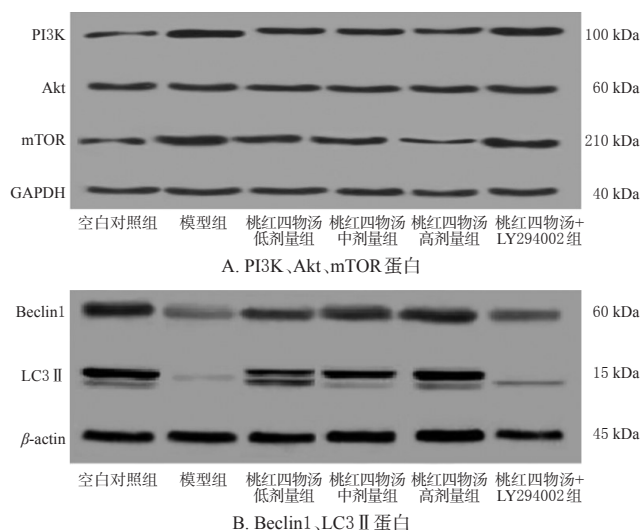 PI3K
100 kDa
Akt
60 kDa
mTOR
210 kDa
GAPDH
40 kDa
空白对照组 模型组 桃红四物汤 桃红四物汤 桃红四物汤 桃红四物汤+
低剂量组 中剂量组 高剂量组 LY294002组
A. PI3K、Akt、mTOR蛋白
Beclin1
60 kDa
LC3Ⅱ
15 kDa
β-actin
45 kDa
空白对照组 模型组 桃红四物汤 桃红四物汤 桃红四物汤 桃红四物汤+
低剂量组 中剂量组 高剂量组 LY294002组
B. Beclin1、LC3Ⅱ蛋白